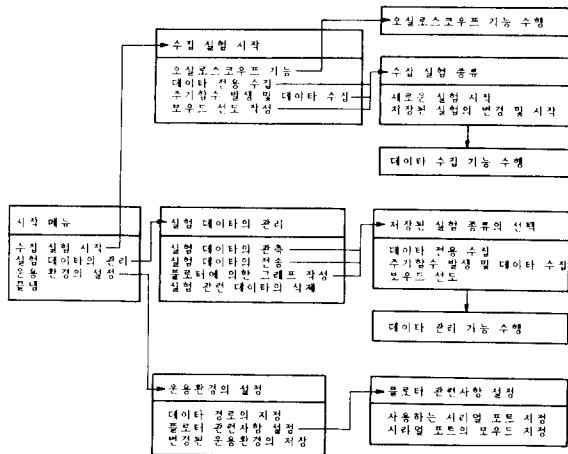 오실로스코우프 기능 수행
수집 실험 시작
오실로스코우프 기능
데이타 전용 수집
주기함수 발생 및 데이타 수집
보우드 선도 작성
수집 실험 종류
새로운 실험 시작
저장된 실험의 변경 및 시작
데이타 수집 기능 수행
시작 메뉴
수집 실험 시작
실험 데이타의 관리
운용 환경의 설정
끝냄
실험 데이타의 관리
실험 데이타의 관측
실험 데이타의 전송
플로터에 의한 그래프 작성
실험 관련 데이타의 삭제
저장된 실험 종류의 선택
데이타 전용 수집
주기함수 발생 및 데이타 수집
보우드 선도
데이타 관리 기능 수행
운용환경의 설정
데이타 경로의 지정
플로터 관련사항 설정
변경된 운용환경의 저장
플로터 관련사항 설정
사용하는 시리얼 포트 지정
시리얼 포트의 모우드 지정